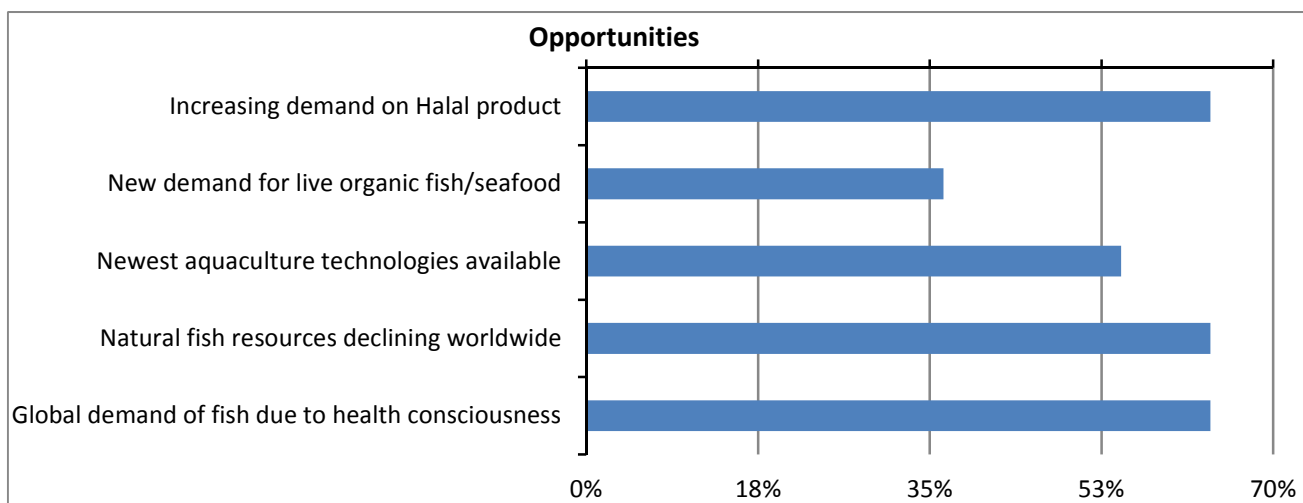 Opportunities
Increasing demand on Halal product
New demand for live organic fish/seafood
Newest aquaculture technologies available
Natural fish resources declining worldwide
Global demand of fish due to health consciousness
0% 18% 35% 53% 70%